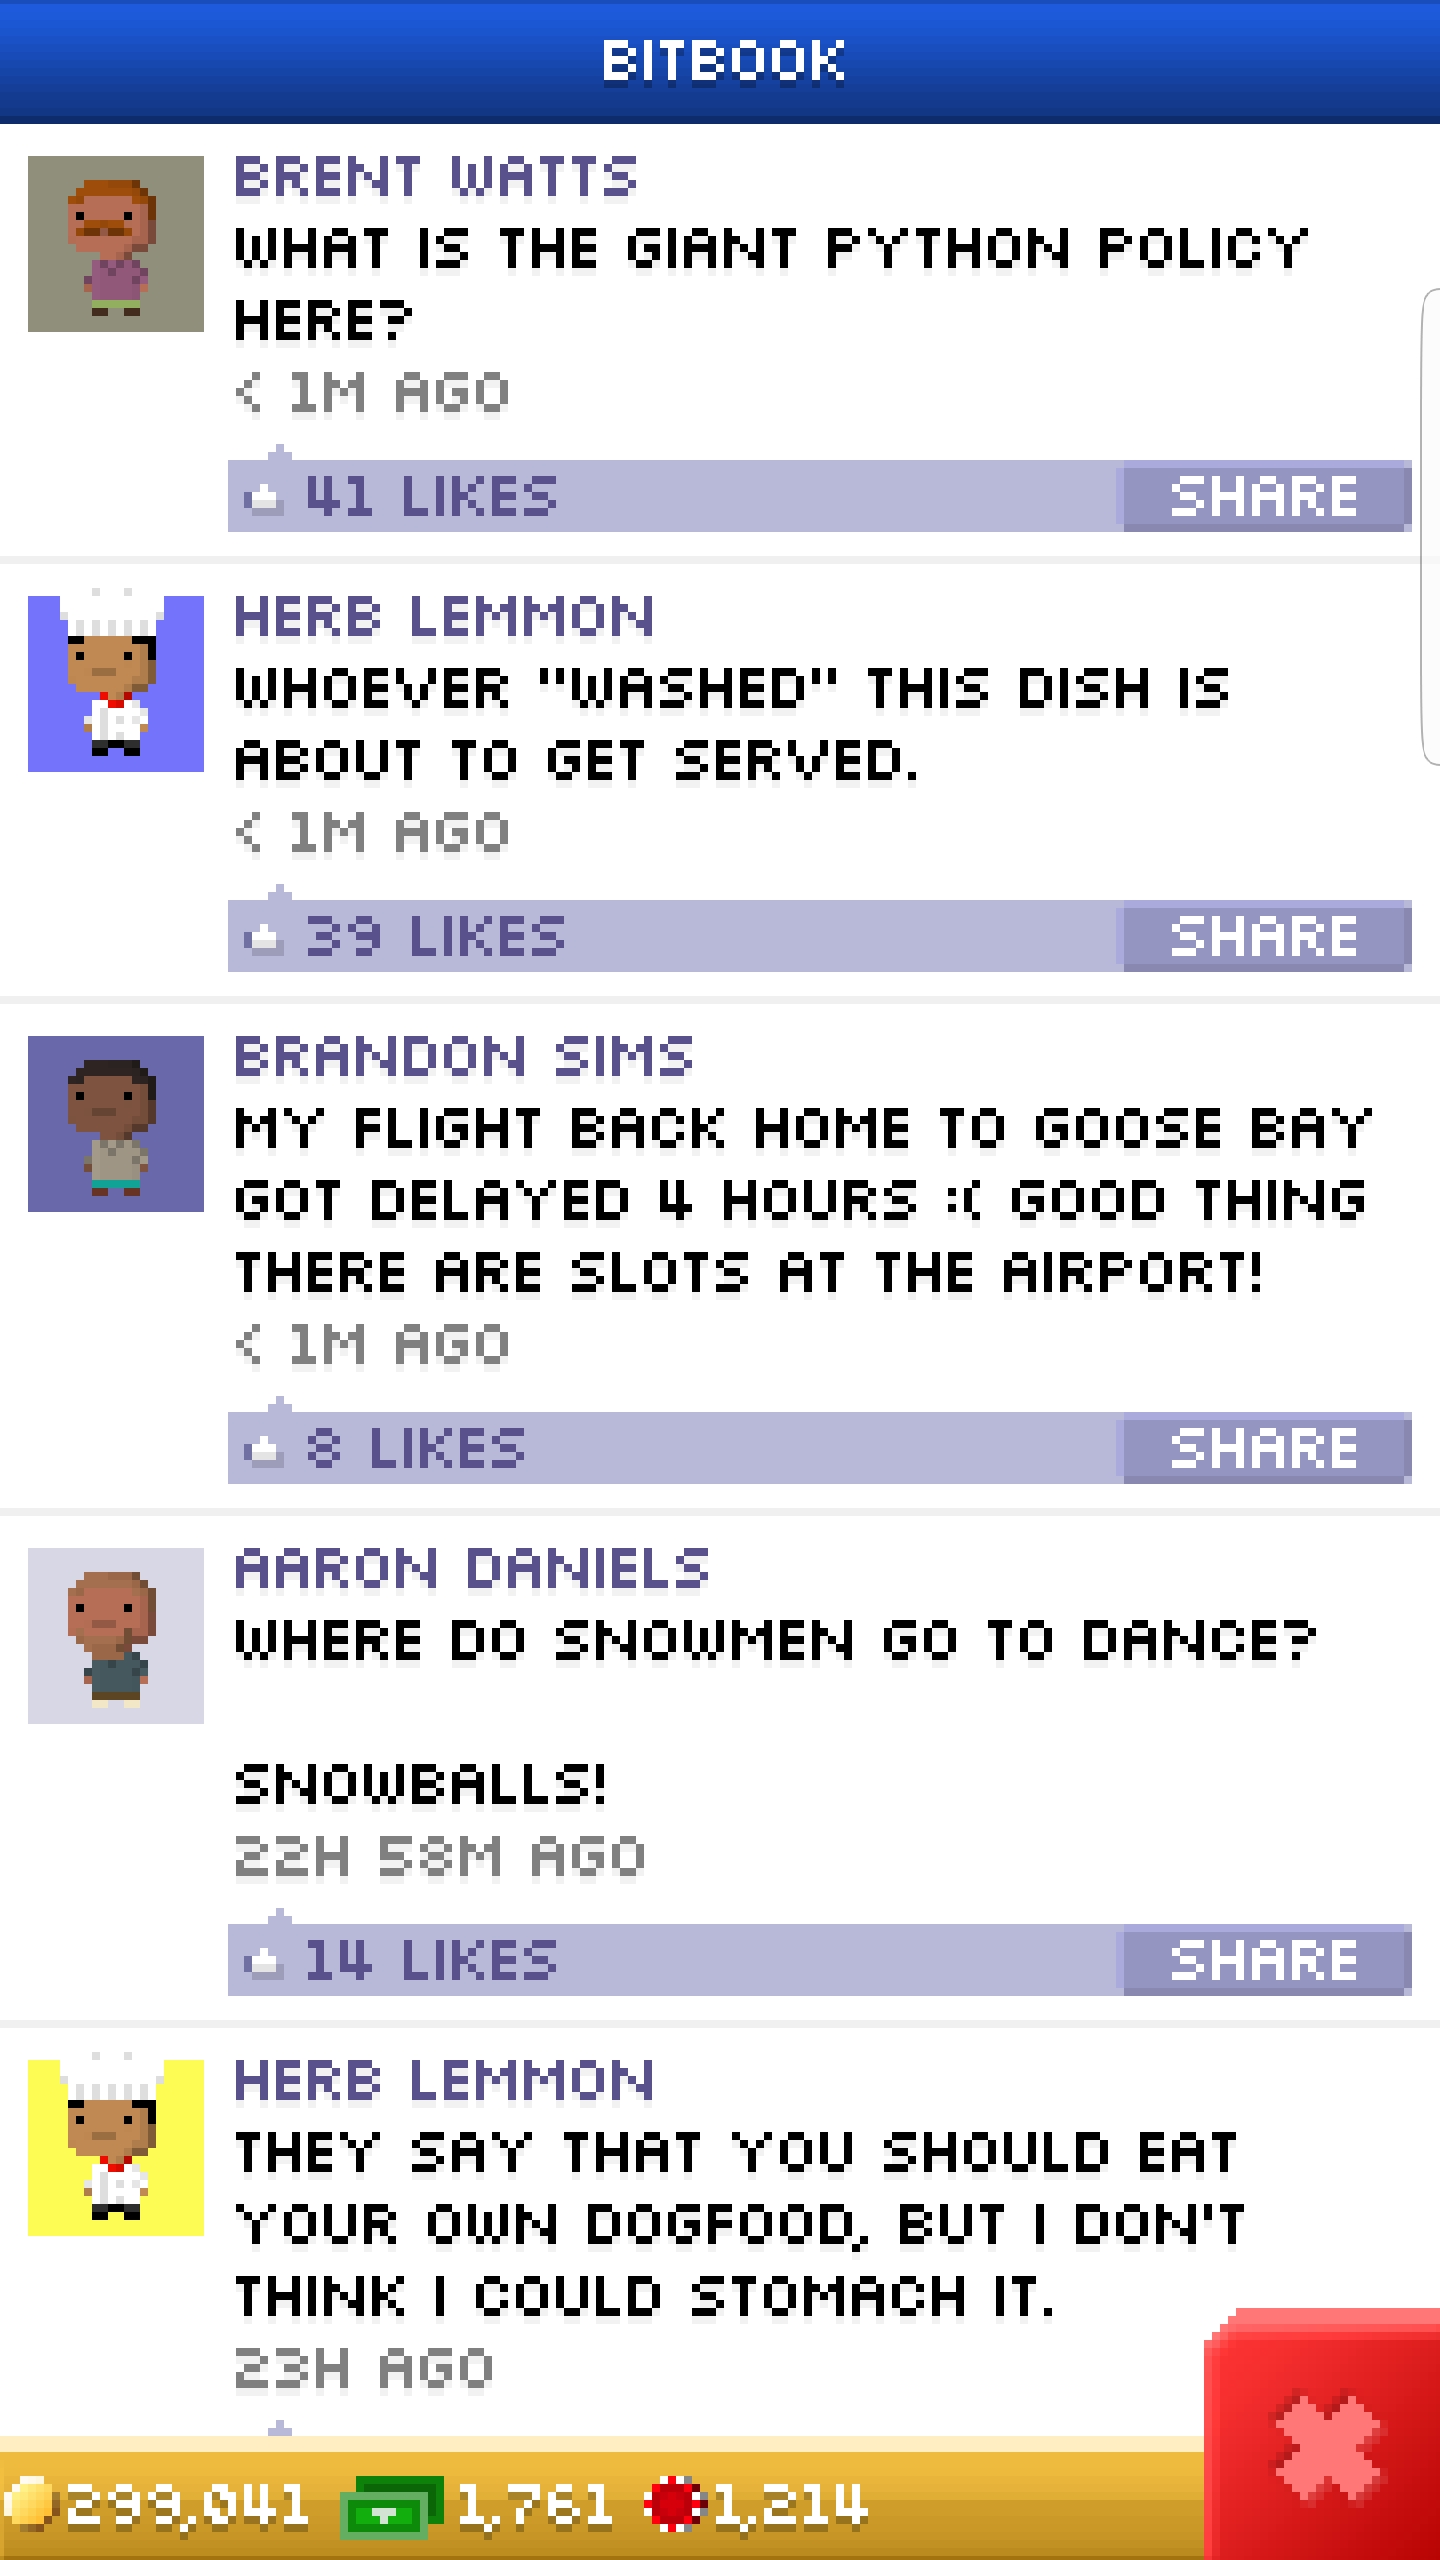 BITBOOK
BRENT WATTS
WHAT IS THE GIANT PYTHON POLICY
HERE?
< 1M AGO
41 LIKES
SHARE
HERB LEMMON
WHOEVER "WASHED" THIS DISH IS
ABOUT TO GET SERVED.
< 1M AGO
39 LIKES
SHARE
BRANDON SIMS
MY FLIGHT BACK HOME TO GOOSE BAY
GOT DELAYED 4 HOURS :( GOOD THING
THERE ARE SLOTS AT THE AIRPORT!
< 1M AGO
8 LIKES
SHARE
AARON DANIELS
WHERE DO SNOWMEN GO TO DANCE?
SNOWBALLS!
22H 58M AGO
14 LIKES
SHARE
HERB LEMMON
THEY SAY THAT YOU SHOULD EAT
YOUR OWN DOGFOOD, BUT I DON'T
THINK I COULD STOMACH IT.
23H AGO
299,041 1,761 1,214